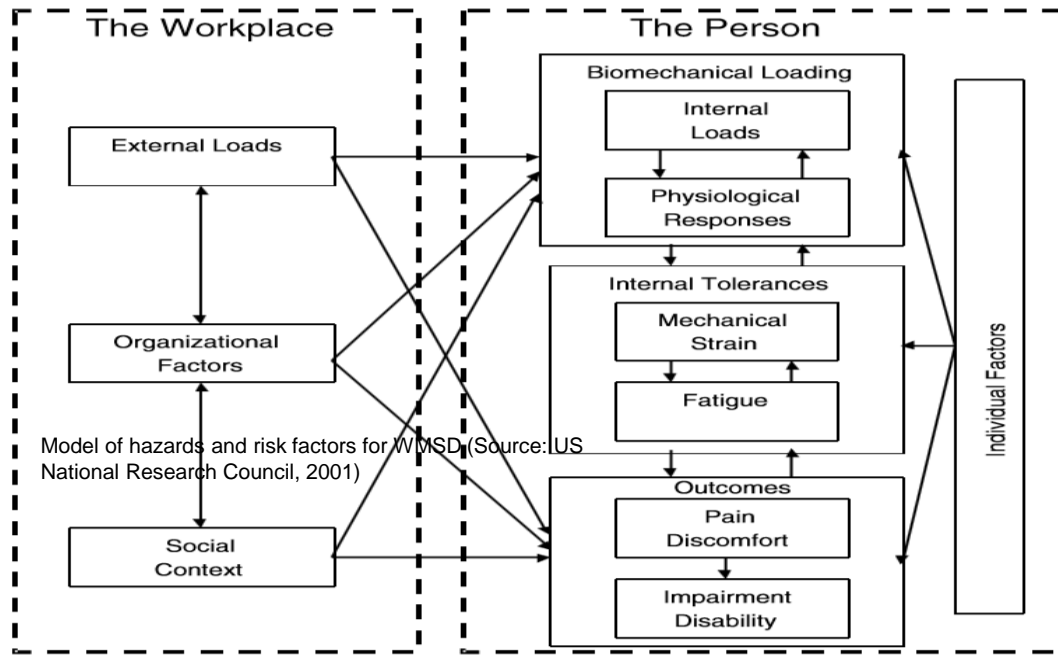 The Workplace
External Loads
Organizational
Factors
Model of hazards and risk factors for WMSD (Source: US
National Research Council, 2001)
Social
Context
The Person
Biomechanical Loading
Internal
Loads
Physiological
Responses
Internal Tolerances
Mechanical
Strain
Fatigue
Outcomes
Pain
Discomfort
Impairment
Disability
Individual Factors